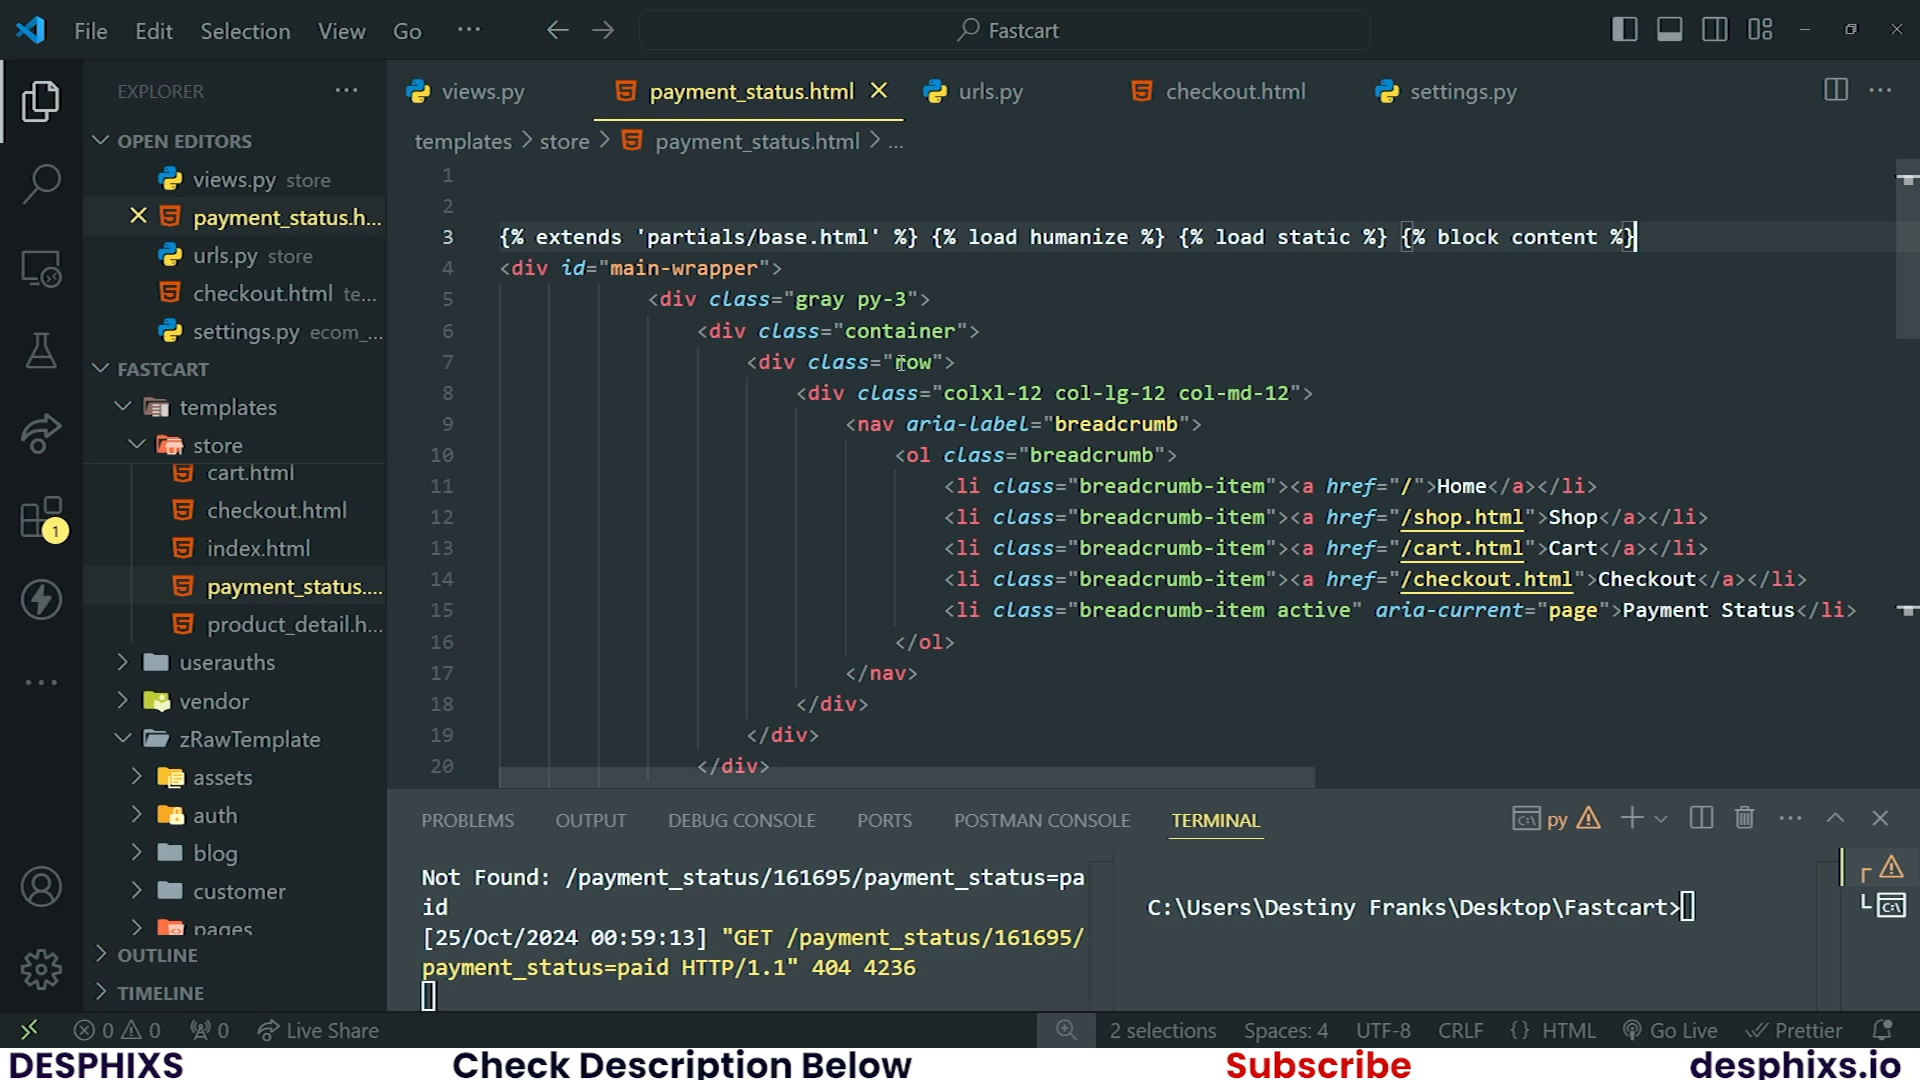 File Edit Selection View Go ··· Fastcart
EXPLORER ···
views.py payment_status.html urls.py checkout.html settings.py
OPEN EDITORS
templates > store > payment_status.html > ...
views.py store
payment_status.h...
urls.py store
checkout.html te...
settings.py ecom_...
FASTCART
templates
store
cart.html
checkout.html
index.html
payment_status....
product_detail.h...
userauths
vendor
zRawTemplate
assets
auth
blog
customer
pages
OUTLINE
TIMELINE
1
1
2
3 {% extends 'partials/base.html' %} {% load humanize %} {% load static %} {% block content %}
4 <div id="main-wrapper">
5 <div class="gray py-3">
6 <div class="container">
7 <div class="row">
8 <div class="colxl-12 col-lg-12 col-md-12">
9 <nav aria-label="breadcrumb">
10 <ol class="breadcrumb">
11 <li class="breadcrumb-item"><a href="/">Home</a></li>
12 <li class="breadcrumb-item"><a href="/shop.html">Shop</a></li>
13 <li class="breadcrumb-item"><a href="/cart.html">Cart</a></li>
14 <li class="breadcrumb-item"><a href="/checkout.html">Checkout</a></li>
15 <li class="breadcrumb-item active" aria-current="page">Payment Status</li>
16 </ol>
17 </nav>
18 </div>
19 </div>
20 </div>
PROBLEMS OUTPUT DEBUG CONSOLE PORTS POSTMAN CONSOLE TERMINAL py
Not Found: /payment_status/161695/payment_status=pa
id
[25/Oct/2024 00:59:13] "GET /payment_status/161695/
payment_status=paid HTTP/1.1" 404 4236
C:\Users\Destiny Franks\Desktop\Fastcart>
0 0 0 Live Share 2 selections Spaces: 4 UTF-8 CRLF {} HTML Go Live Prettier
DESPHIXS Check Description Below Subscribe desphixs.io